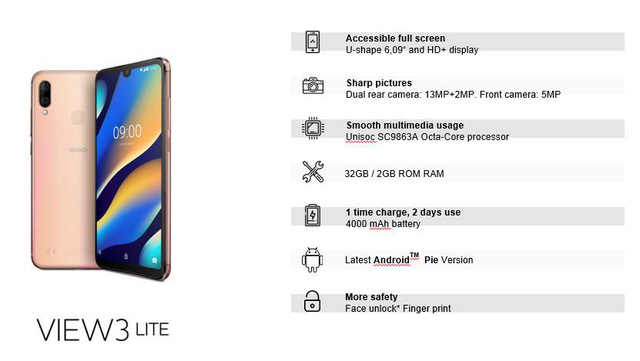 Accessible full screen
U-shape 6,09" and HD+ display
Sharp pictures
Dual rear camera: 13MP+2MP. Front camera: 5MP
Smooth multimedia usage
Unisoc SC9863A Octa-Core processor
32GB / 2GB ROM RAM
1 time charge, 2 days use
4000 mAh battery
Latest Android™ Pie Version
More safety
Face unlock* Finger print
09:00
WIKO
VIEW3 LITE